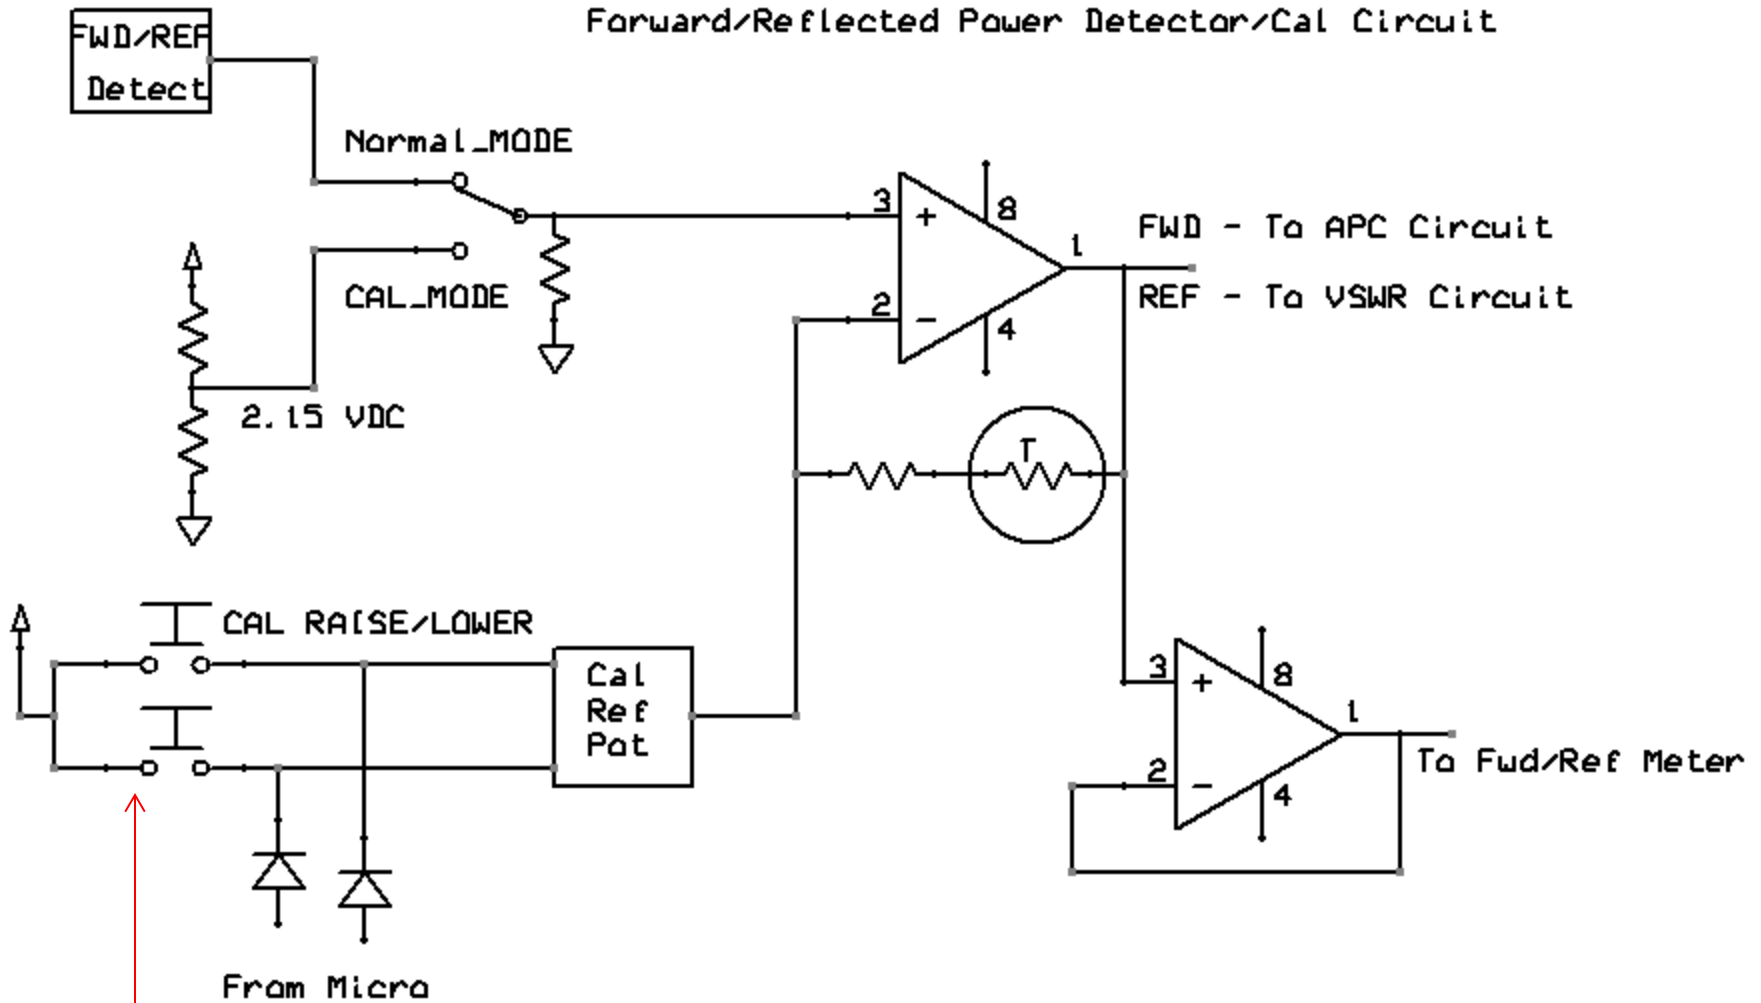 Forward/Reflected Power Detector/Cal Circuit
FWD/REF
Detect
Normal_MODE
CAL_MODE
2.15 VDC
3
+
8
1
2
-
4
FWD - To APC Circuit
REF - To VSWR Circuit
T
CAL RAISE/LOWER
Cal
Ref
Pot
3
+
8
1
2
-
4
To Fwd/Ref Meter
From Micro